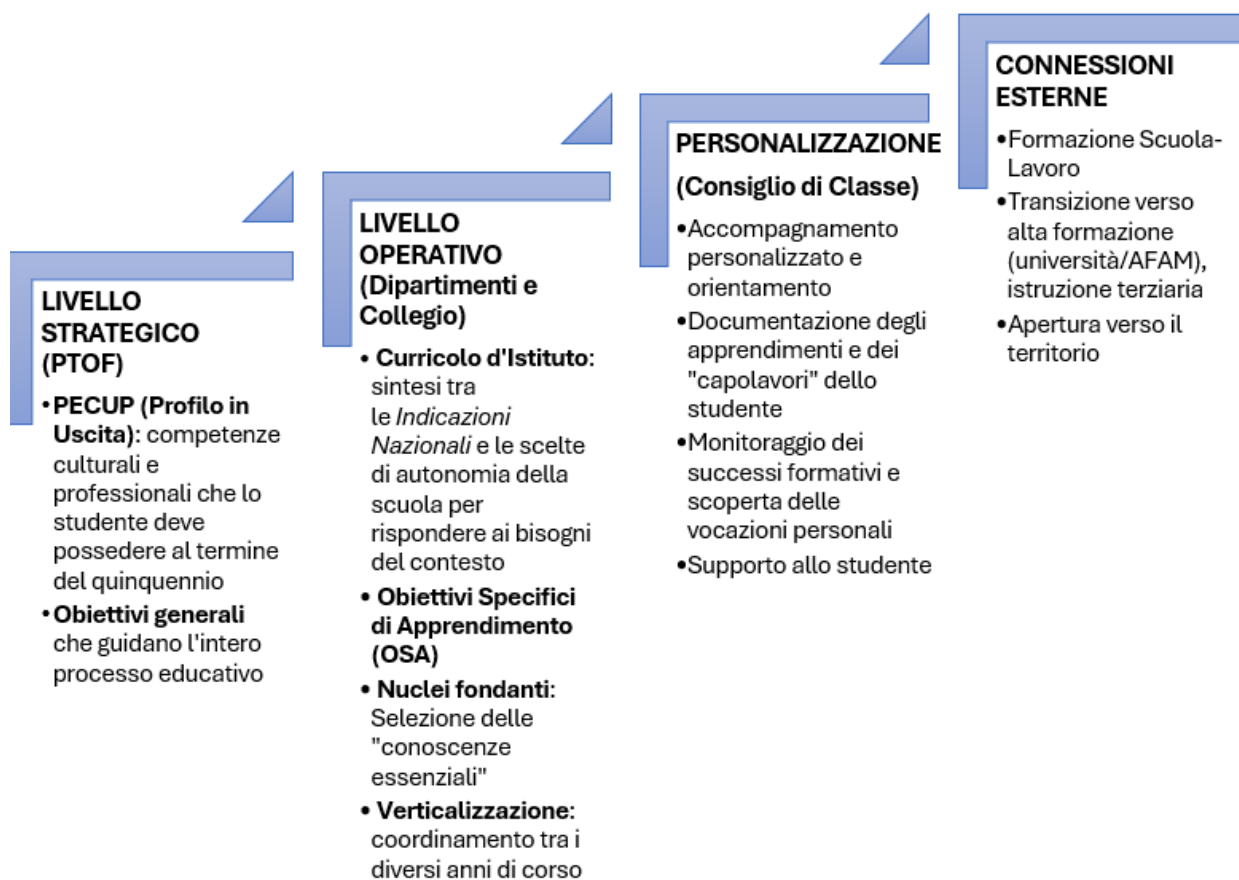 LIVELLO
STRATEGICO
(PTOF)
•PECUP (Profilo in
Uscita): competenze
culturali e
professionali che lo
studente deve
possedere al termine
del quinquennio
•Obiettivi generali
che guidano l'intero
processo educativo
LIVELLO
OPERATIVO
(Dipartimenti e
Collegio)
• Curricolo d'Istituto:
sintesi tra
le Indicazioni
Nazionali e le scelte
di autonomia della
scuola per
rispondere ai bisogni
del contesto
• Obiettivi Specifici
di Apprendimento
(OSA)
• Nuclei fondanti:
Selezione delle
"conoscenze
essenziali"
• Verticalizzazione:
coordinamento tra i
diversi anni di corso
PERSONALIZZAZIONE
(Consiglio di Classe)
•Accompagnamento
personalizzato e
orientamento
•Documentazione degli
apprendimenti e dei
"capolavori" dello
studente
•Monitoraggio dei
successi formativi e
scoperta delle
vocazioni personali
•Supporto allo studente
CONNESSIONI
ESTERNE
•Formazione Scuola-
Lavoro
•Transizione verso
alta formazione
(università/AFAM),
istruzione terziaria
•Apertura verso il
territorio